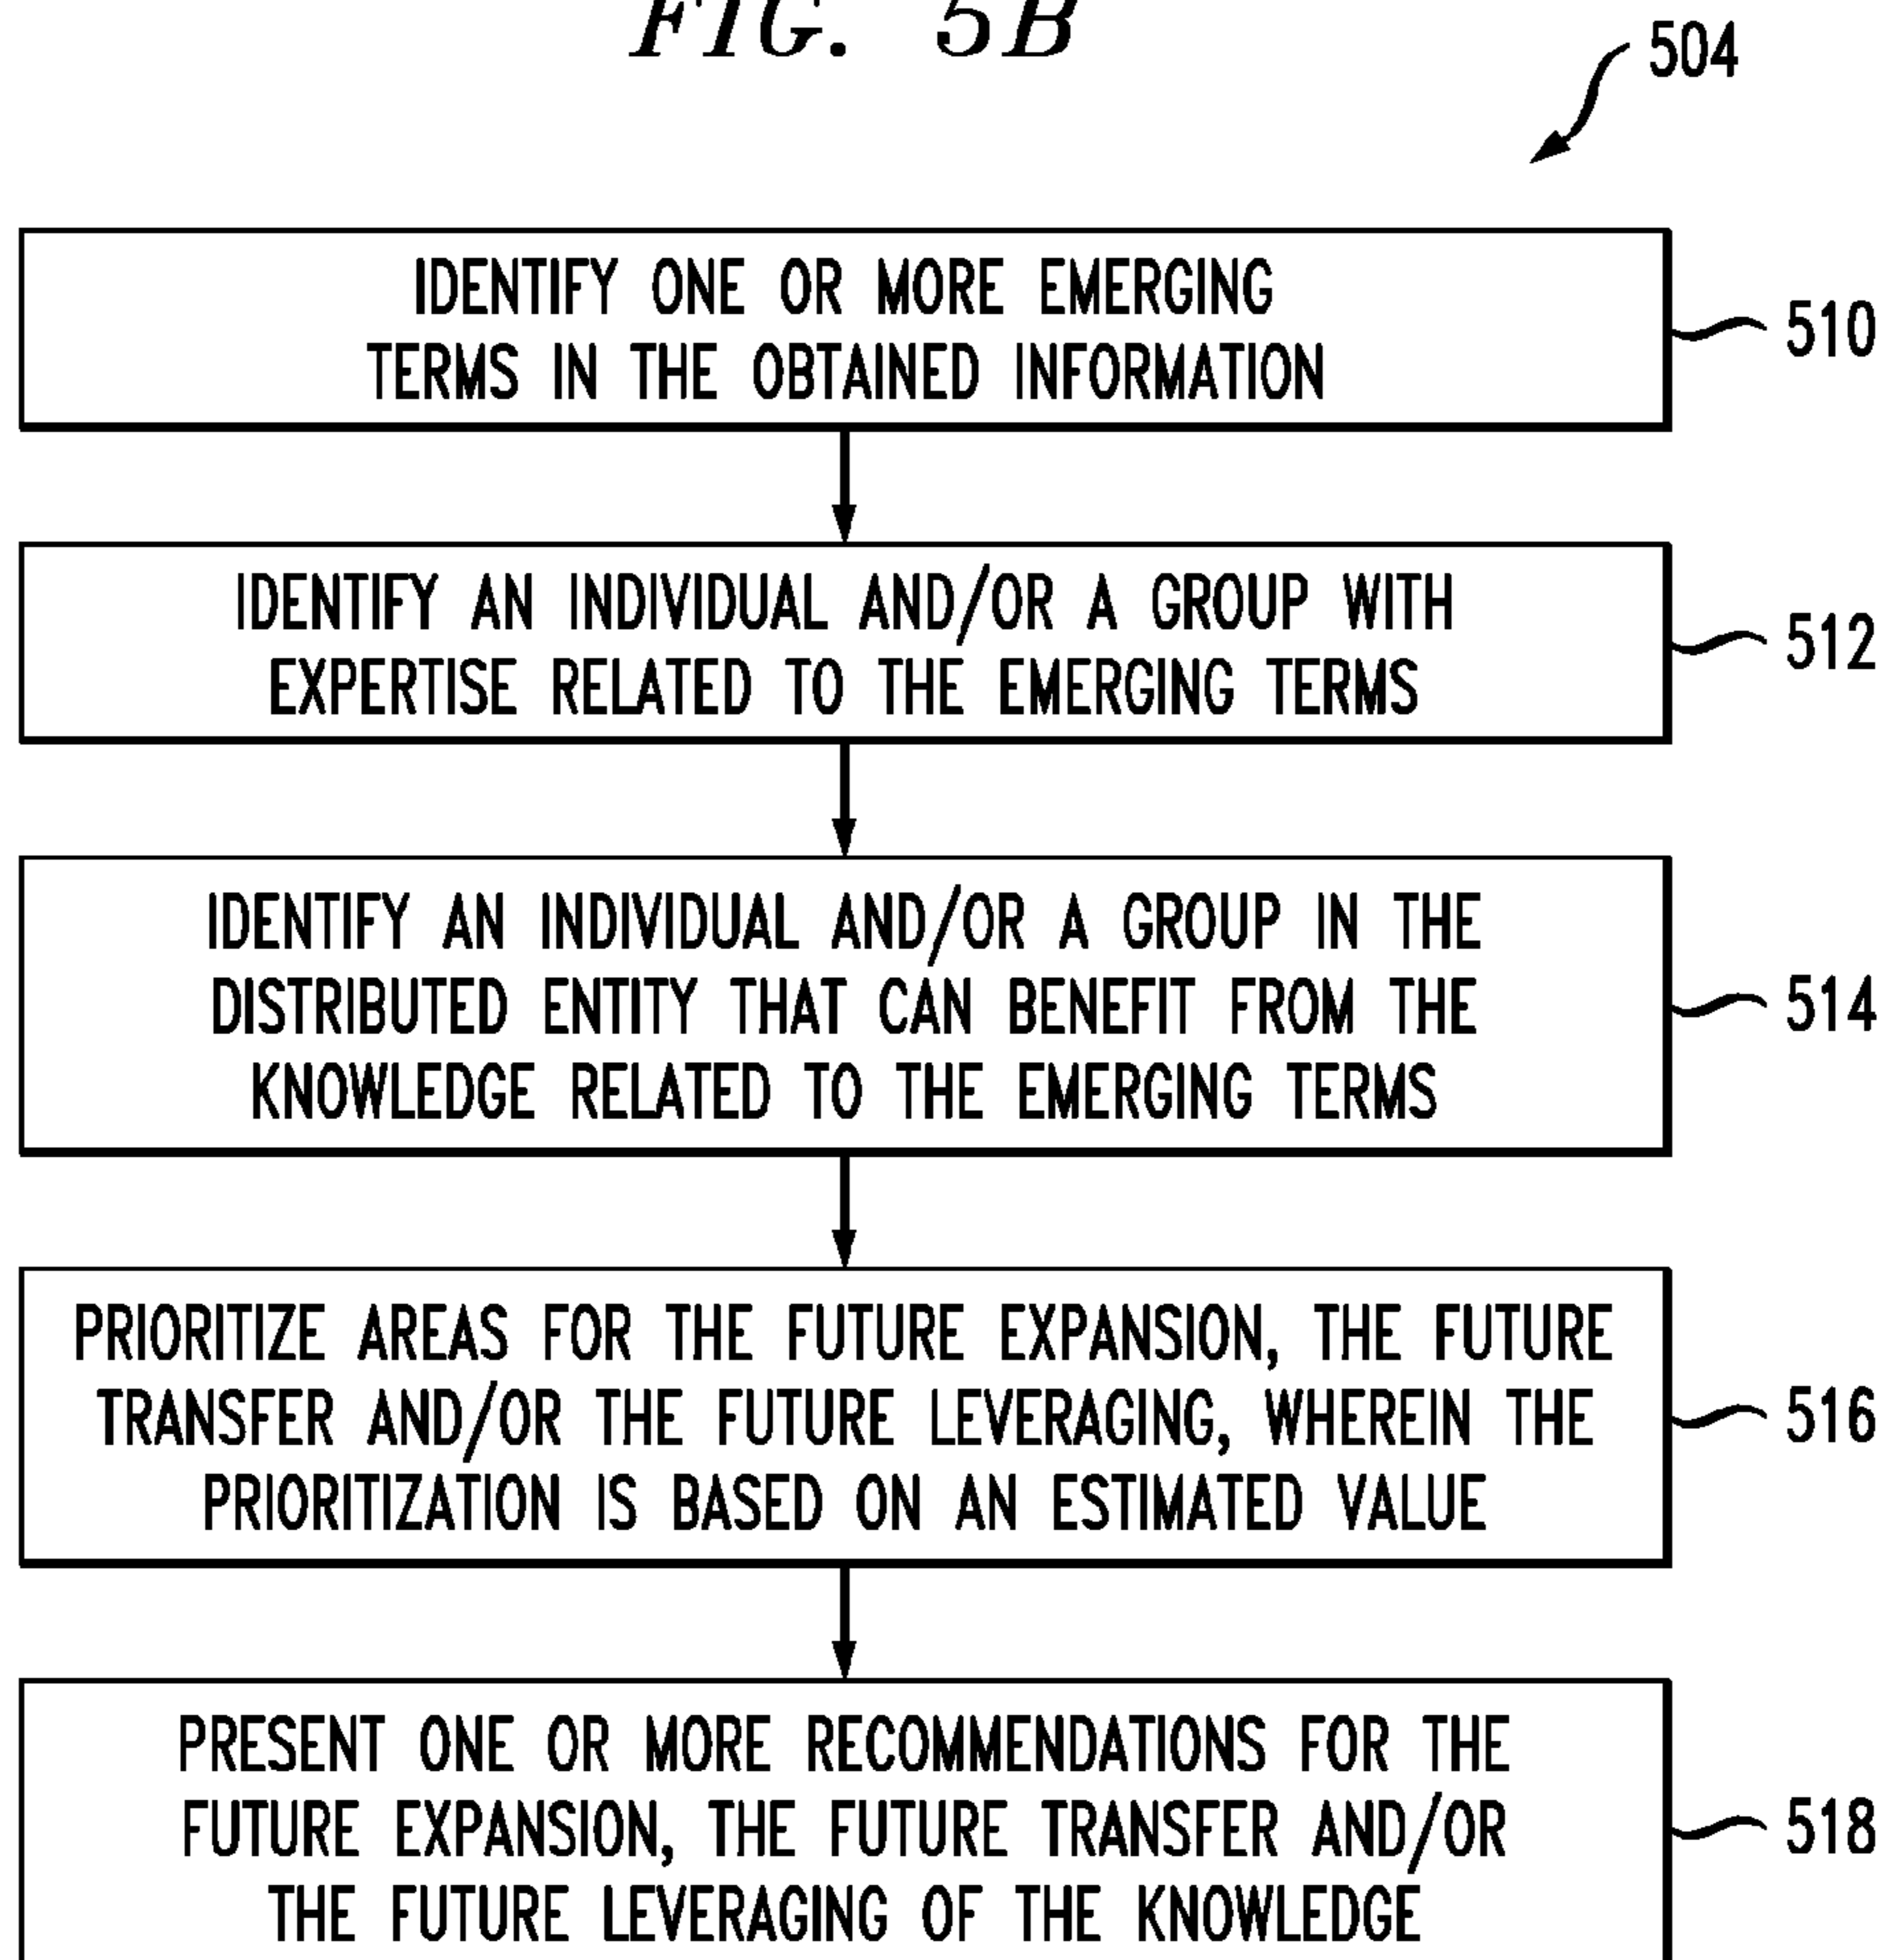 FIG. 5B
504
IDENTIFY ONE OR MORE EMERGING
TERMS IN THE OBTAINED INFORMATION
510
IDENTIFY AN INDIVIDUAL AND/OR A GROUP WITH
EXPERTISE RELATED TO THE EMERGING TERMS
512
IDENTIFY AN INDIVIDUAL AND/OR A GROUP IN THE
DISTRIBUTED ENTITY THAT CAN BENEFIT FROM THE
KNOWLEDGE RELATED TO THE EMERGING TERMS
514
PRIORITIZE AREAS FOR THE FUTURE EXPANSION, THE FUTURE
TRANSFER AND/OR THE FUTURE LEVERAGING, WHEREIN THE
PRIORITIZATION IS BASED ON AN ESTIMATED VALUE
516
PRESENT ONE OR MORE RECOMMENDATIONS FOR THE
FUTURE EXPANSION, THE FUTURE TRANSFER AND/OR
THE FUTURE LEVERAGING OF THE KNOWLEDGE
518